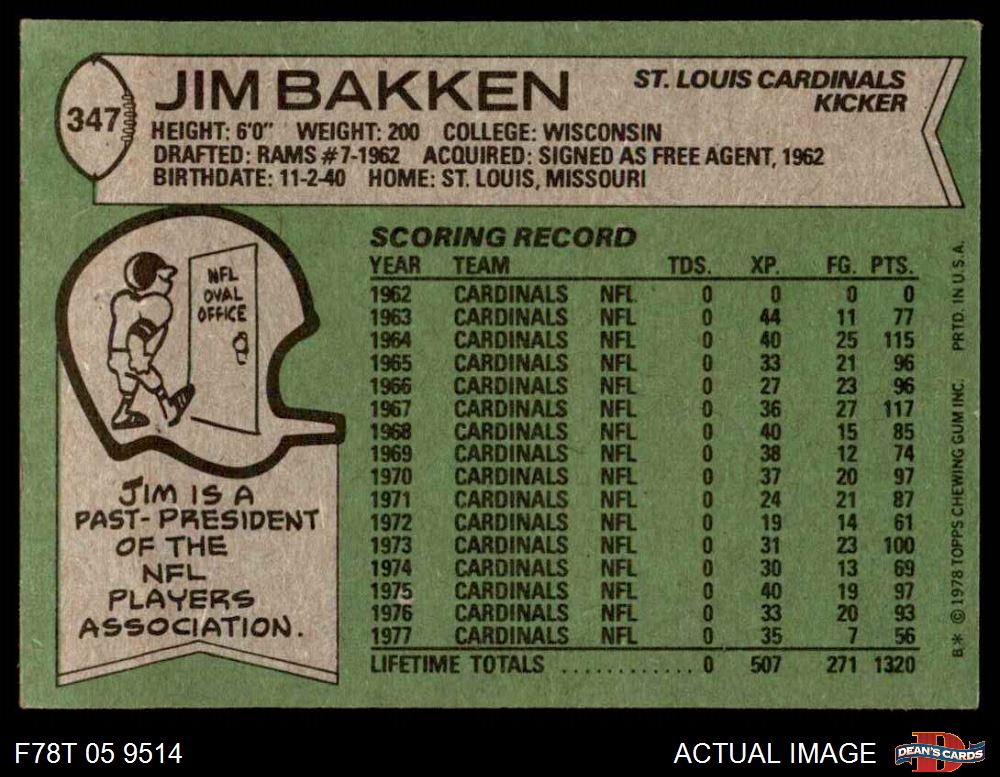 347
JIM BAKKEN
ST. LOUIS CARDINALS
KICKER
HEIGHT: 6'0" WEIGHT: 200 COLLEGE: WISCONSIN
DRAFTED: RAMS #7-1962 ACQUIRED: SIGNED AS FREE AGENT, 1962
BIRTHDATE: 11-2-40 HOME: ST. LOUIS, MISSOURI
NFL
OVAL
OFFICE
JIM IS A
PAST-PRESIDENT
OF THE
NFL
PLAYERS
ASSOCIATION.
SCORING RECORD
YEAR TEAM TDS. XP. FG. PTS.
1962 CARDINALS NFL 0 0 0 0
1963 CARDINALS NFL 0 44 11 77
1964 CARDINALS NFL 0 40 25 115
1965 CARDINALS NFL 0 33 21 96
1966 CARDINALS NFL 0 27 23 96
1967 CARDINALS NFL 0 36 27 117
1968 CARDINALS NFL 0 40 15 85
1969 CARDINALS NFL 0 38 12 74
1970 CARDINALS NFL 0 37 20 97
1971 CARDINALS NFL 0 24 21 87
1972 CARDINALS NFL 0 19 14 61
1973 CARDINALS NFL 0 31 23 100
1974 CARDINALS NFL 0 30 13 69
1975 CARDINALS NFL 0 40 19 97
1976 CARDINALS NFL 0 33 20 93
1977 CARDINALS NFL 0 35 7 56
LIFETIME TOTALS ............ 0 507 271 1320
B* © 1978 TOPPS CHEWING GUM INC. PRTD. IN U.S.A.
F78T 05 9514
ACTUAL IMAGE
D
DEAN'S CARDS